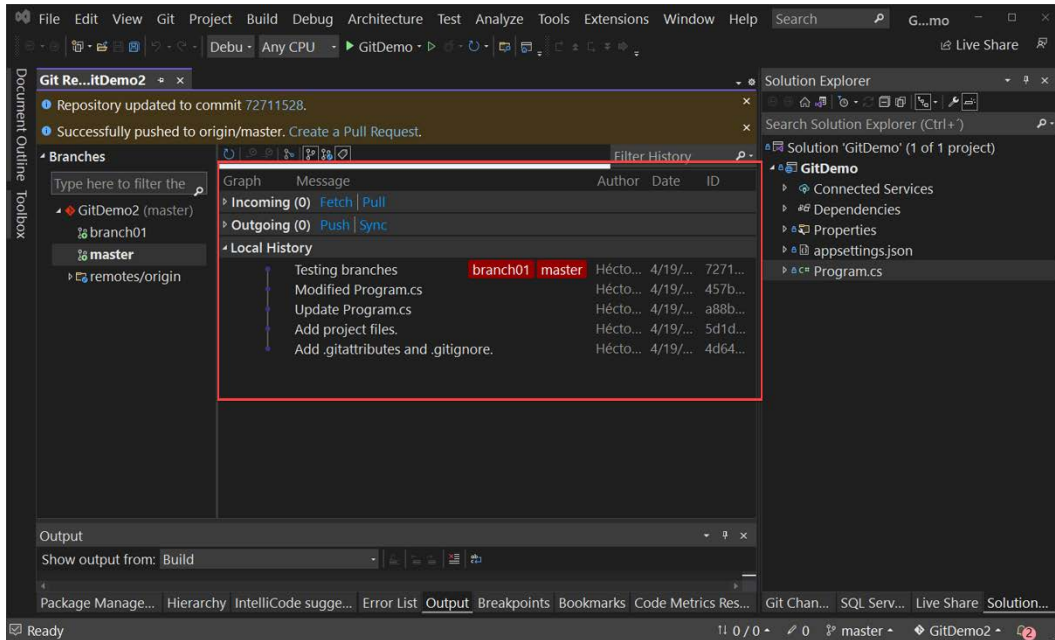 File Edit View Git Project Build Debug Architecture Test Analyze Tools Extensions Window Help Search G...mo
Debu Any CPU GitDemo Live Share
Document Outline
Toolbox
Git Re...itDemo2
Repository updated to commit 72711528.
Successfully pushed to origin/master. Create a Pull Request.
Branches
Type here to filter the
GitDemo2 (master)
branch01
master
remotes/origin
Filter History
Graph Message Author Date ID
Incoming (0) Fetch | Pull
Outgoing (0) Push | Sync
Local History
Testing branches branch01 master Hécto... 4/19/... 7271...
Modified Program.cs Hécto... 4/19/... 457b...
Update Program.cs Hécto... 4/19/... a88b...
Add project files. Hécto... 4/19/... 5d1d...
Add .gitattributes and .gitignore. Hécto... 4/19/... 4d64...
Solution Explorer
Search Solution Explorer (Ctrl+´)
Solution 'GitDemo' (1 of 1 project)
GitDemo
Connected Services
Dependencies
Properties
appsettings.json
C# Program.cs
Output
Show output from: Build
Package Manage... Hierarchy IntelliCode sugge... Error List Output Breakpoints Bookmarks Code Metrics Res... Git Chan... SQL Serv... Live Share Solution...
Ready 0 / 0 0 master GitDemo2 2